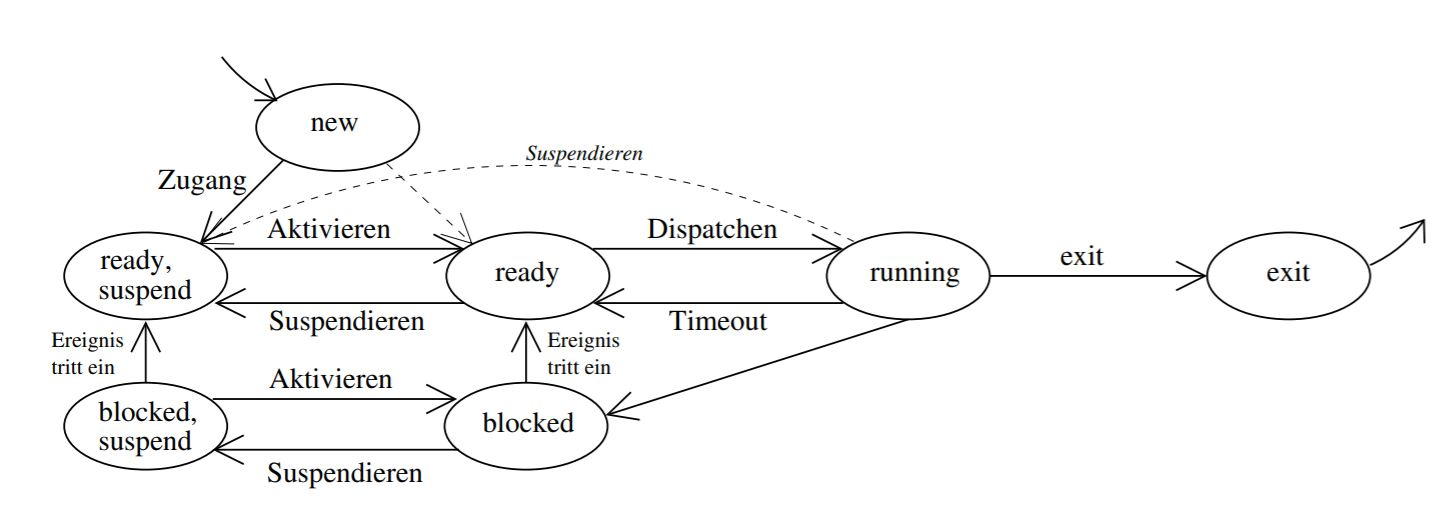 new
Suspendieren
Zugang
Aktivieren
Dispatchen
ready,
suspend
ready
running
exit
exit
Suspendieren
Timeout
Ereignis
tritt ein
Ereignis
tritt ein
Aktivieren
blocked,
suspend
blocked
Suspendieren